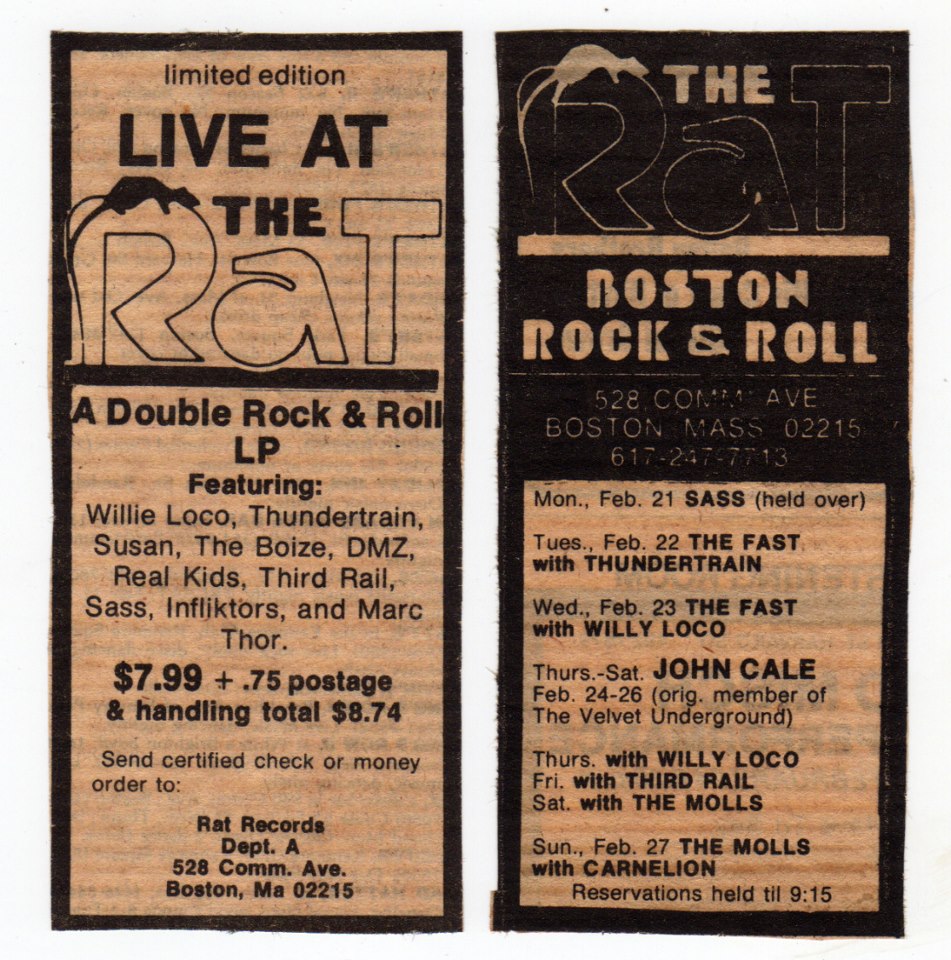 limited edition
LIVE AT
THE
RaT
A Double Rock & Roll
LP
Featuring:
Willie Loco, Thundertrain,
Susan, The Boize, DMZ,
Real Kids, Third Rail,
Sass, Infliktors, and Marc
Thor.
$7.99 + .75 postage
& handling total $8.74
Send certified check or money
order to:
Rat Records
Dept. A
528 Comm. Ave.
Boston, Ma 02215
THE
RaT
BOSTON
ROCK & ROLL
528 COMM AVE
BOSTON MASS 02215
617-247-7713
Mon., Feb. 21 SASS (held over)
Tues., Feb. 22 THE FAST
with THUNDERTRAIN
Wed., Feb. 23 THE FAST
with WILLY LOCO
Thurs.-Sat. JOHN CALE
Feb. 24-26 (orig. member of
The Velvet Underground)
Thurs. with WILLY LOCO
Fri. with THIRD RAIL
Sat. with THE MOLLS
Sun., Feb. 27 THE MOLLS
with CARNELION
Reservations held til 9:15